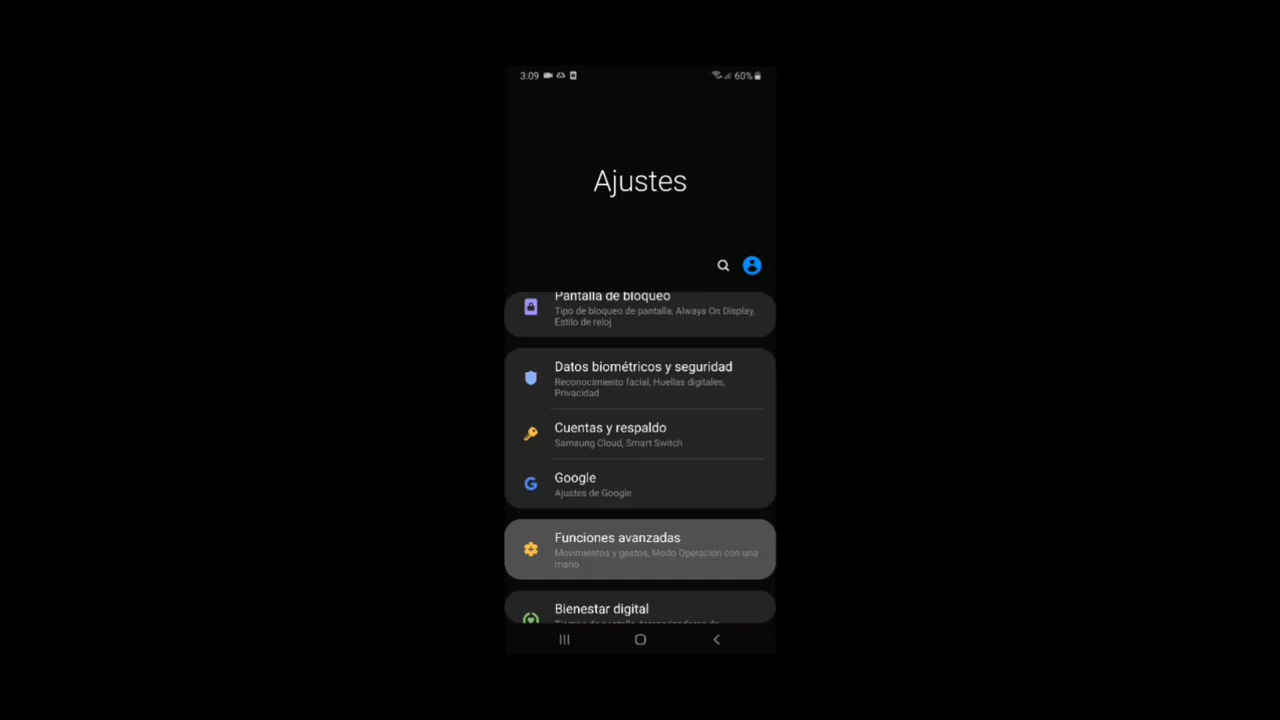 3:09 60%
Ajustes
Pantalla de bloqueo
Tipo de bloqueo de pantalla, Always On Display,
Estilo de reloj
Datos biométricos y seguridad
Reconocimiento facial, Huellas digitales,
Privacidad
Cuentas y respaldo
Samsung Cloud, Smart Switch
Google
Ajustes de Google
Funciones avanzadas
Movimientos y gestos, Modo Operación con una
mano
Bienestar digital